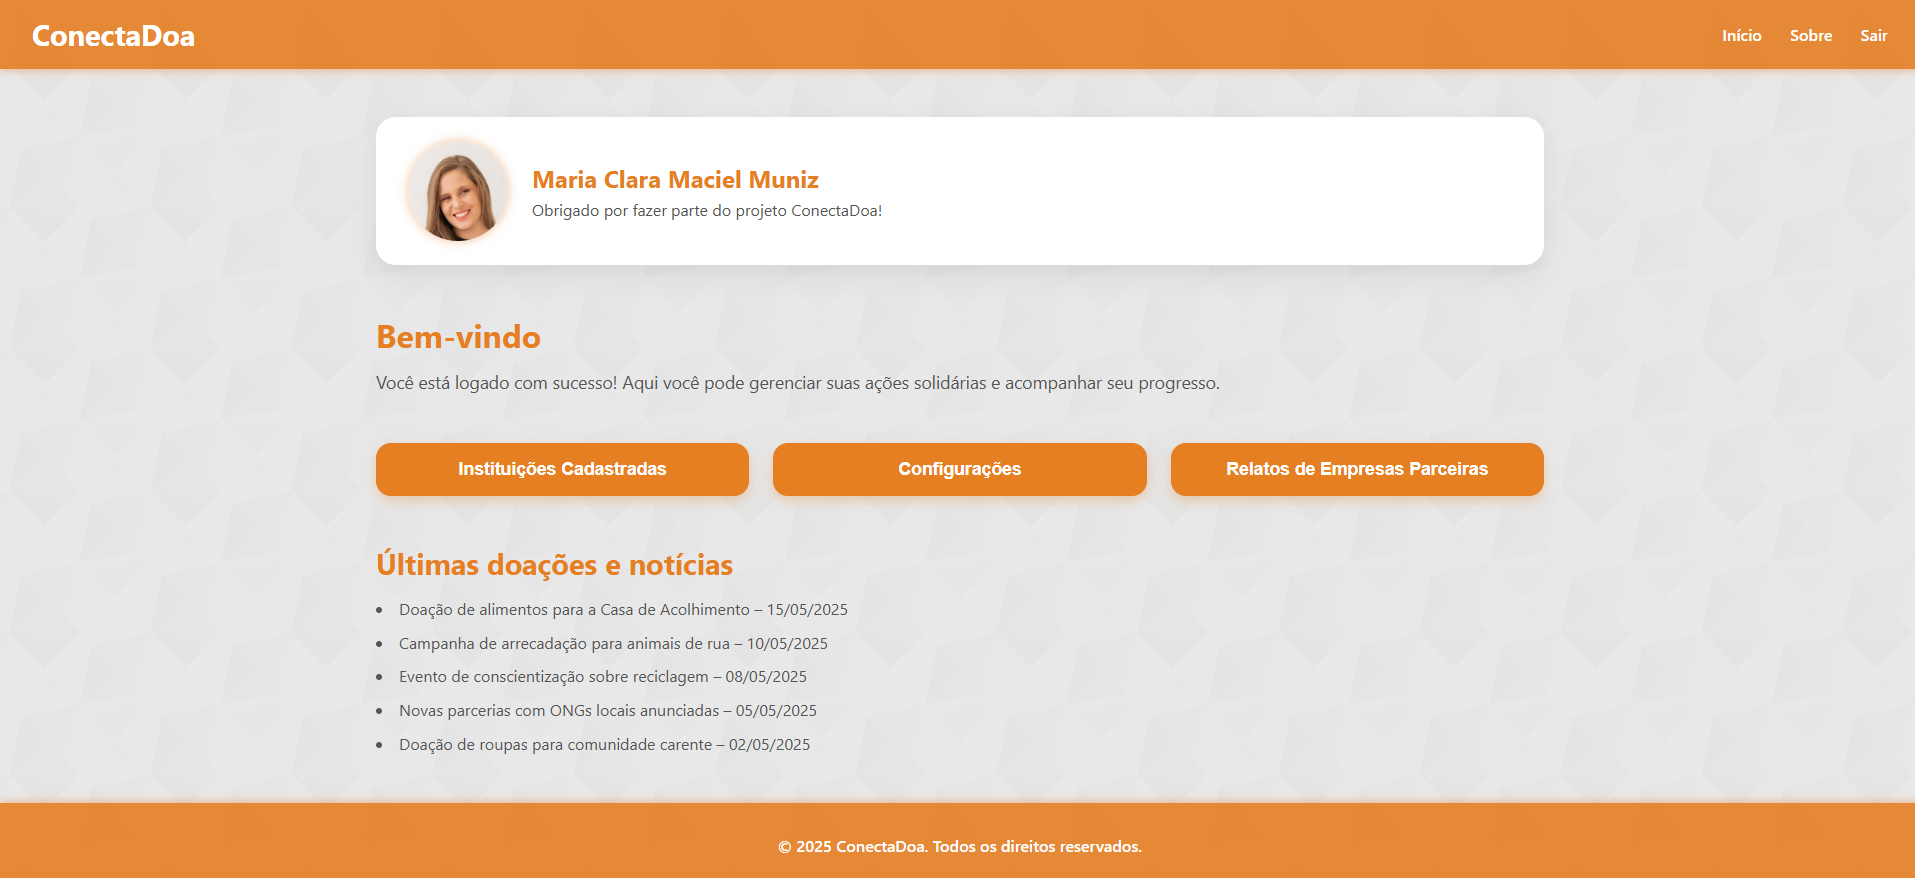 ConectaDoa
Início Sobre Sair
Maria Clara Maciel Muniz
Obrigado por fazer parte do projeto ConectaDoa!
Bem-vindo
Você está logado com sucesso! Aqui você pode gerenciar suas ações solidárias e acompanhar seu progresso.
Instituições Cadastradas
Configurações
Relatos de Empresas Parceiras
Últimas doações e notícias
• Doação de alimentos para a Casa de Acolhimento – 15/05/2025
• Campanha de arrecadação para animais de rua – 10/05/2025
• Evento de conscientização sobre reciclagem – 08/05/2025
• Novas parcerias com ONGs locais anunciadas – 05/05/2025
• Doação de roupas para comunidade carente – 02/05/2025
© 2025 ConectaDoa. Todos os direitos reservados.